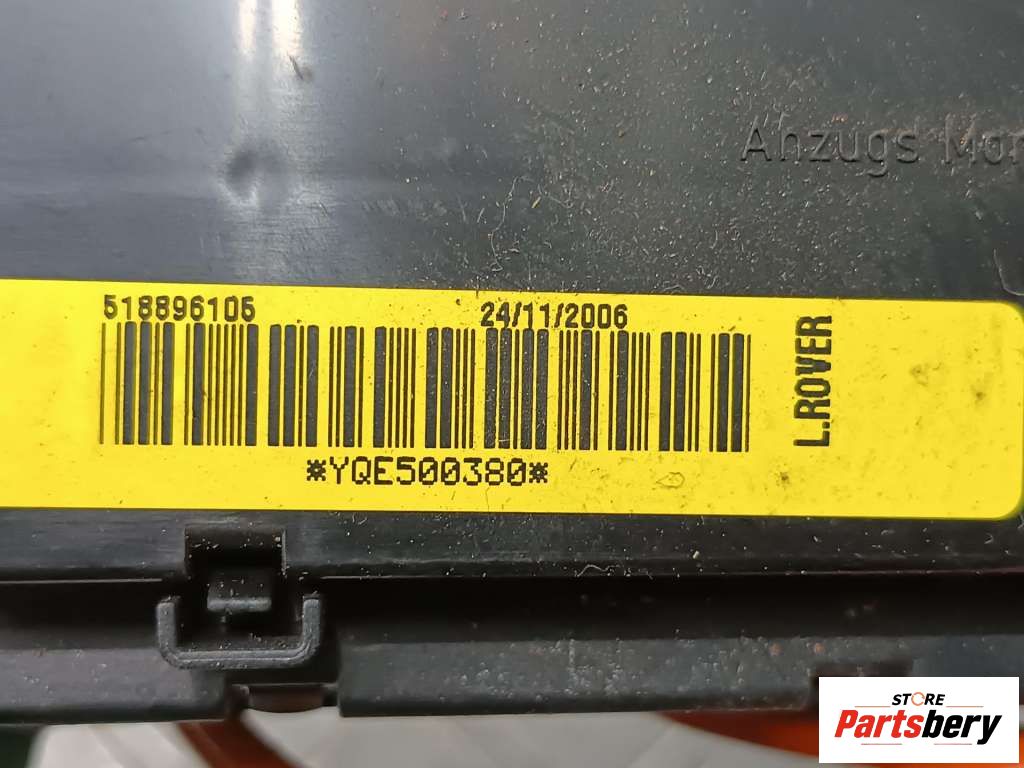 Anzugs
518896105 24/11/2006
L.ROVER
*YQE500380*
STORE
Partsbery